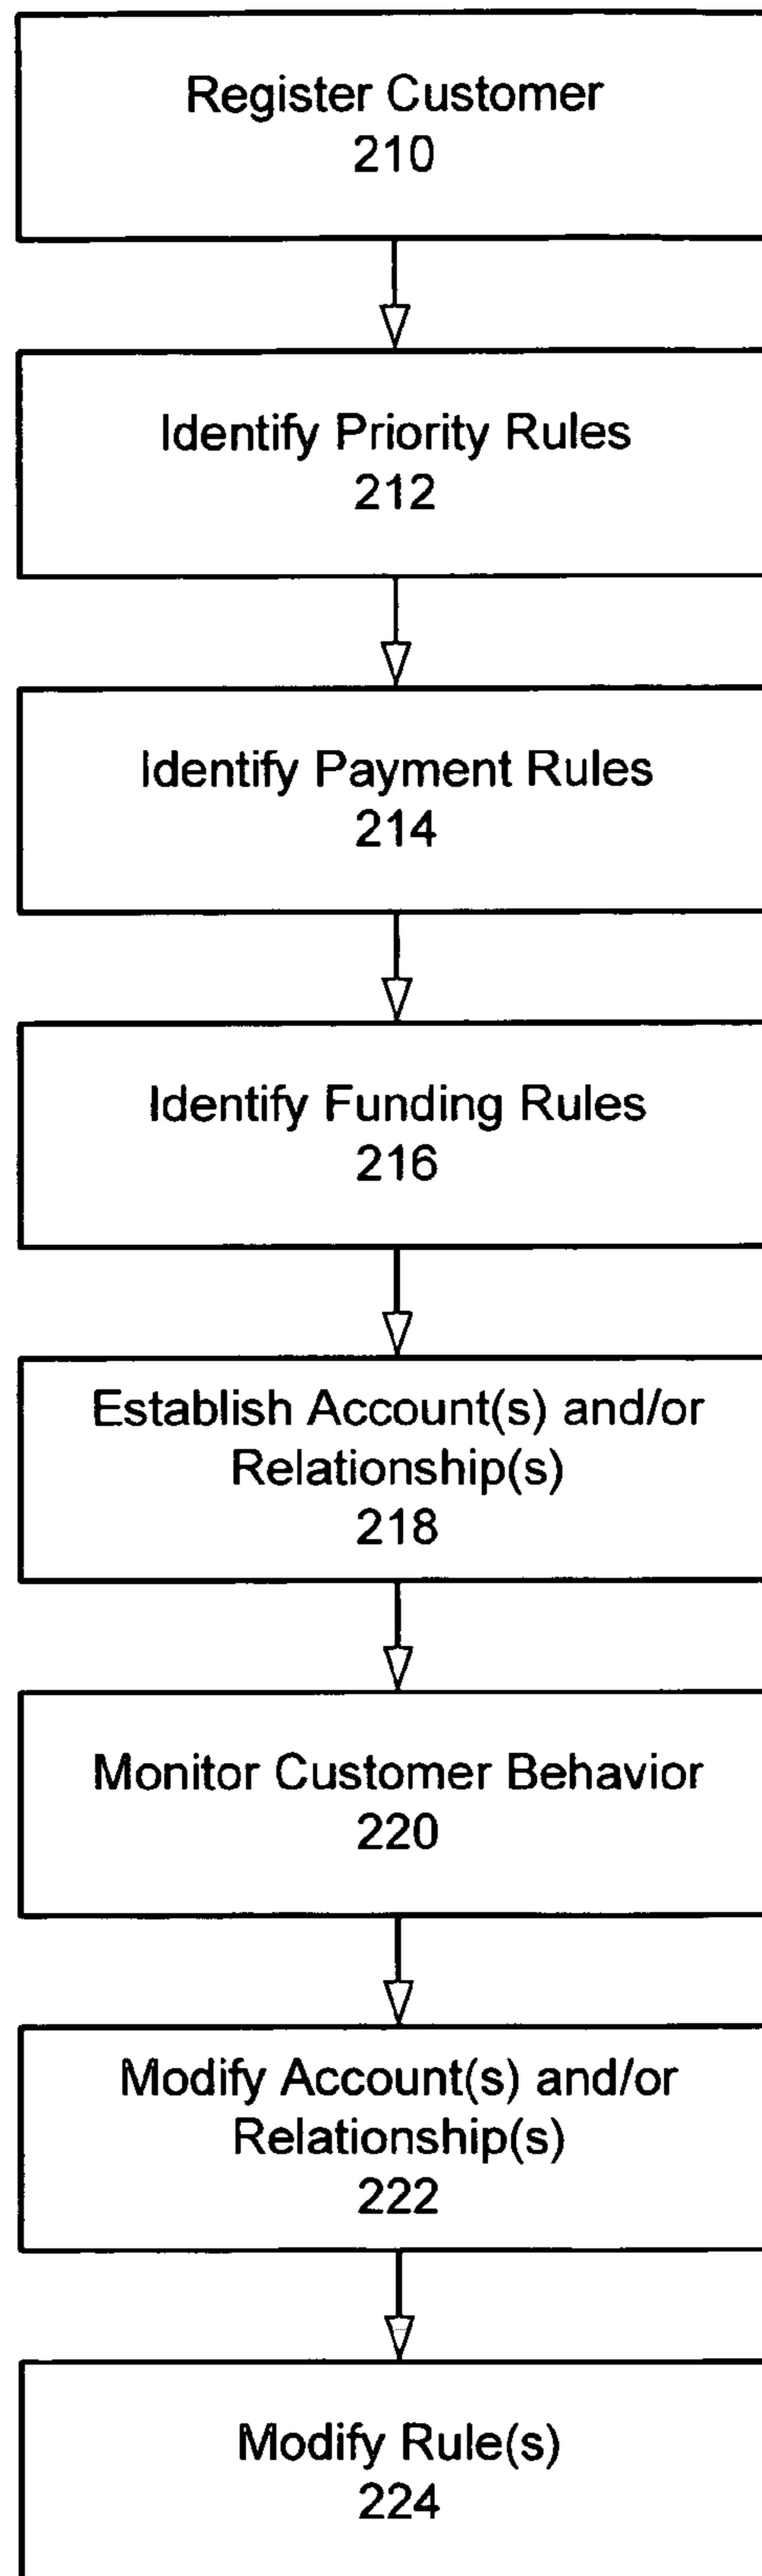 Register Customer
210
Identify Priority Rules
212
Identify Payment Rules
214
Identify Funding Rules
216
Establish Account(s) and/or
Relationship(s)
218
Monitor Customer Behavior
220
Modify Account(s) and/or
Relationship(s)
222
Modify Rule(s)
224